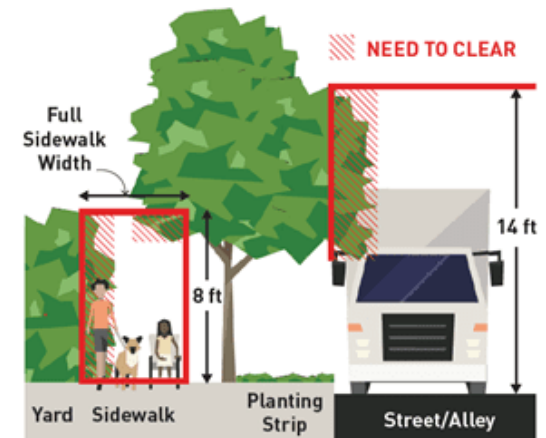 NEED TO CLEAR
Full
Sidewalk
Width
14 ft
8 ft
Yard
Sidewalk
Planting
Strip
Street/Alley